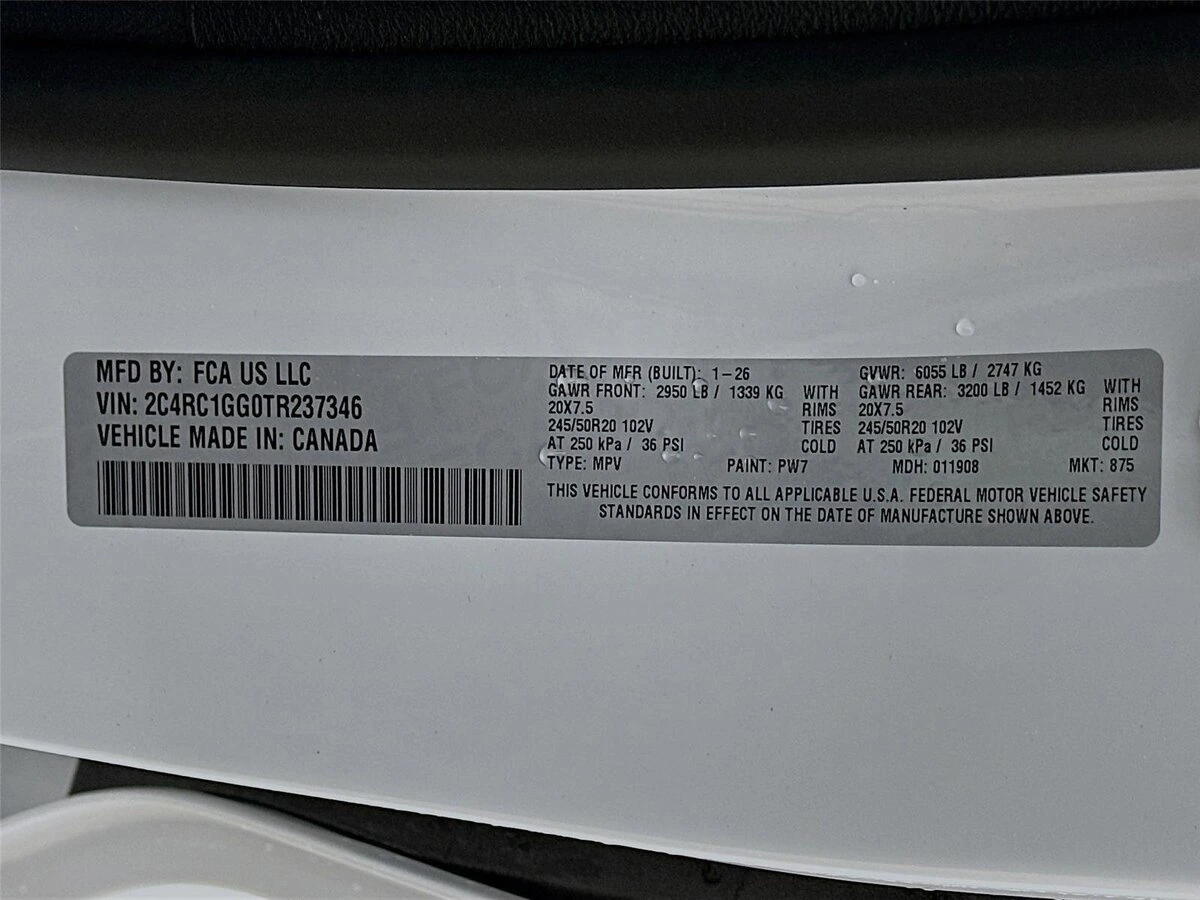 MFD BY: FCA US LLC
VIN: 2C4RC1GG0TR237346
VEHICLE MADE IN: CANADA
DATE OF MFR (BUILT): 1-26
GAWR FRONT: 2950 LB / 1339 KG WITH
20X7.5 RIMS
245/50R20 102V TIRES
AT 250 kPa / 36 PSI COLD
GVWR: 6055 LB / 2747 KG
GAWR REAR: 3200 LB / 1452 KG WITH
20X7.5 RIMS
245/50R20 102V TIRES
AT 250 kPa / 36 PSI COLD
TYPE: MPV PAINT: PW7 MDH: 011908 MKT: 875
THIS VEHICLE CONFORMS TO ALL APPLICABLE U.S.A. FEDERAL MOTOR VEHICLE SAFETY
STANDARDS IN EFFECT ON THE DATE OF MANUFACTURE SHOWN ABOVE.